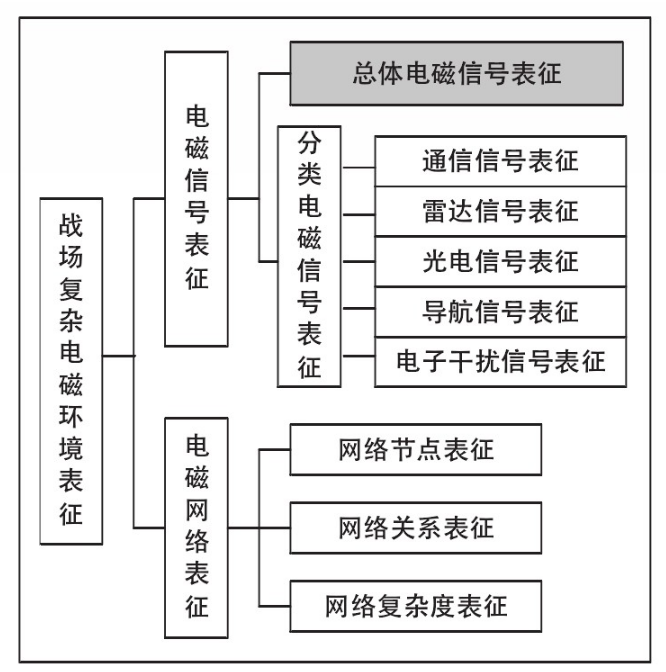 战场复杂电磁环境表征
电磁信号表征
总体电磁信号表征
分类电磁信号表征
通信信号表征
雷达信号表征
光电信号表征
导航信号表征
电子干扰信号表征
电磁网络表征
网络节点表征
网络关系表征
网络复杂度表征